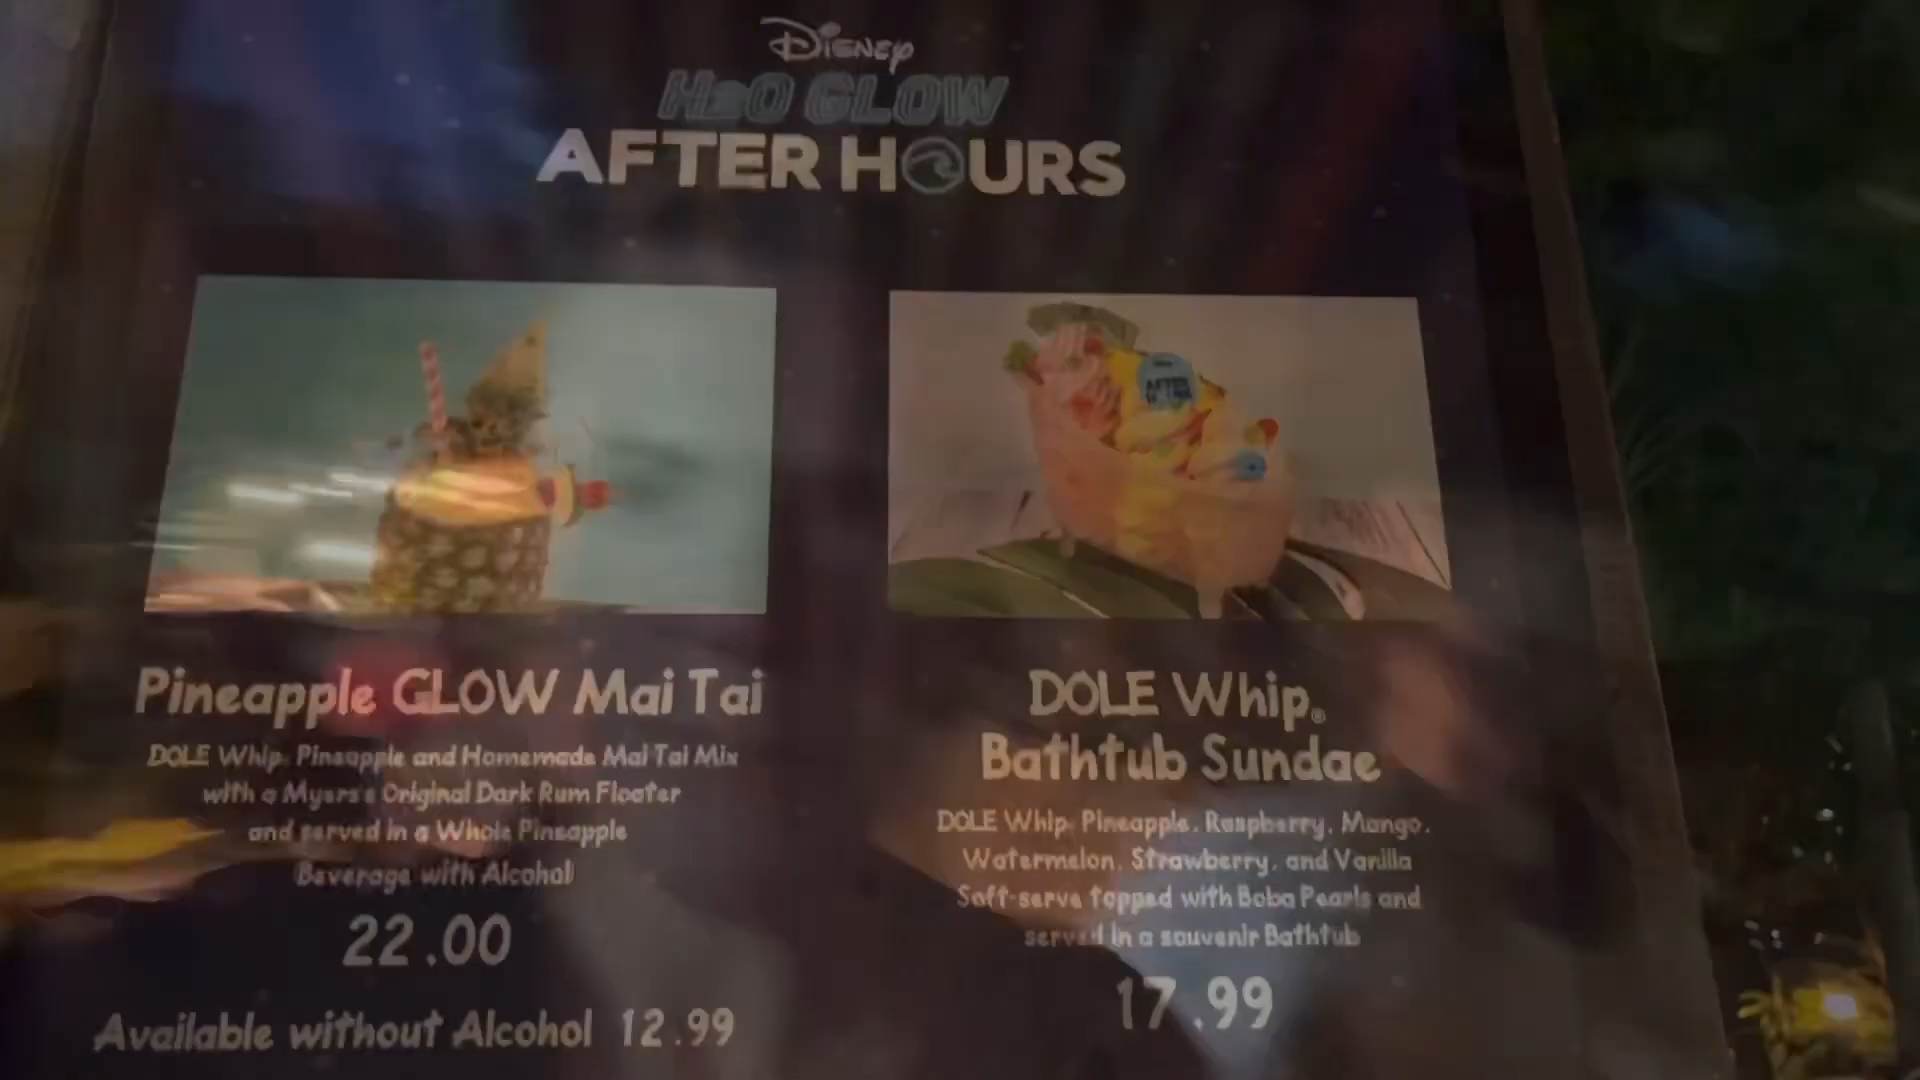 Disney
H2O GLOW
AFTER HOURS
AFTER
Pineapple GLOW Mai Tai
DOLE Whip® Pineapple and Homemade Mai Tai Mix
with a Myers's Original Dark Rum Floater
and served in a Whole Pineapple
Beverage with Alcohol
22.00
Available without Alcohol 12.99
DOLE Whip®
Bathtub Sundae
DOLE Whip® Pineapple, Raspberry, Mango,
Watermelon, Strawberry, and Vanilla
Soft-serve topped with Boba Pearls and
served in a souvenir Bathtub
17.99